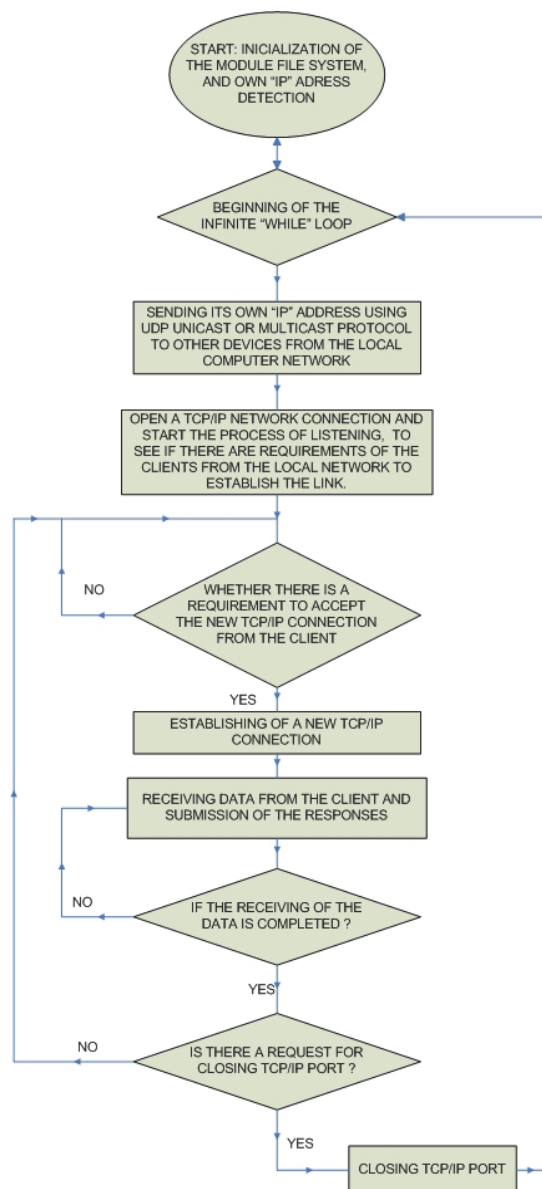 START: INICIALIZATION OF
THE MODULE FILE SYSTEM,
AND OWN "IP" ADRESS
DETECTION
BEGINNING OF THE
INFINITE "WHILE" LOOP
SENDING ITS OWN "IP" ADDRESS USING
UDP UNICAST OR MULTICAST PROTOCOL
TO OTHER DEVICES FROM THE LOCAL
COMPUTER NETWORK
OPEN A TCP/IP NETWORK CONNECTION AND
START THE PROCESS OF LISTENING, TO
SEE IF THERE ARE REQUIREMENTS OF THE
CLIENTS FROM THE LOCAL NETWORK TO
ESTABLISH THE LINK.
NO
WHETHER THERE IS A
REQUIREMENT TO ACCEPT
THE NEW TCP/IP CONNECTION
FROM THE CLIENT
YES
ESTABLISHING OF A NEW TCP/IP
CONNECTION
RECEIVING DATA FROM THE CLIENT AND
SUBMISSION OF THE RESPONSES
NO
IF THE RECEIVING OF THE
DATA IS COMPLETED ?
YES
NO
IS THERE A REQUEST FOR
CLOSING TCP/IP PORT ?
YES
CLOSING TCP/IP PORT